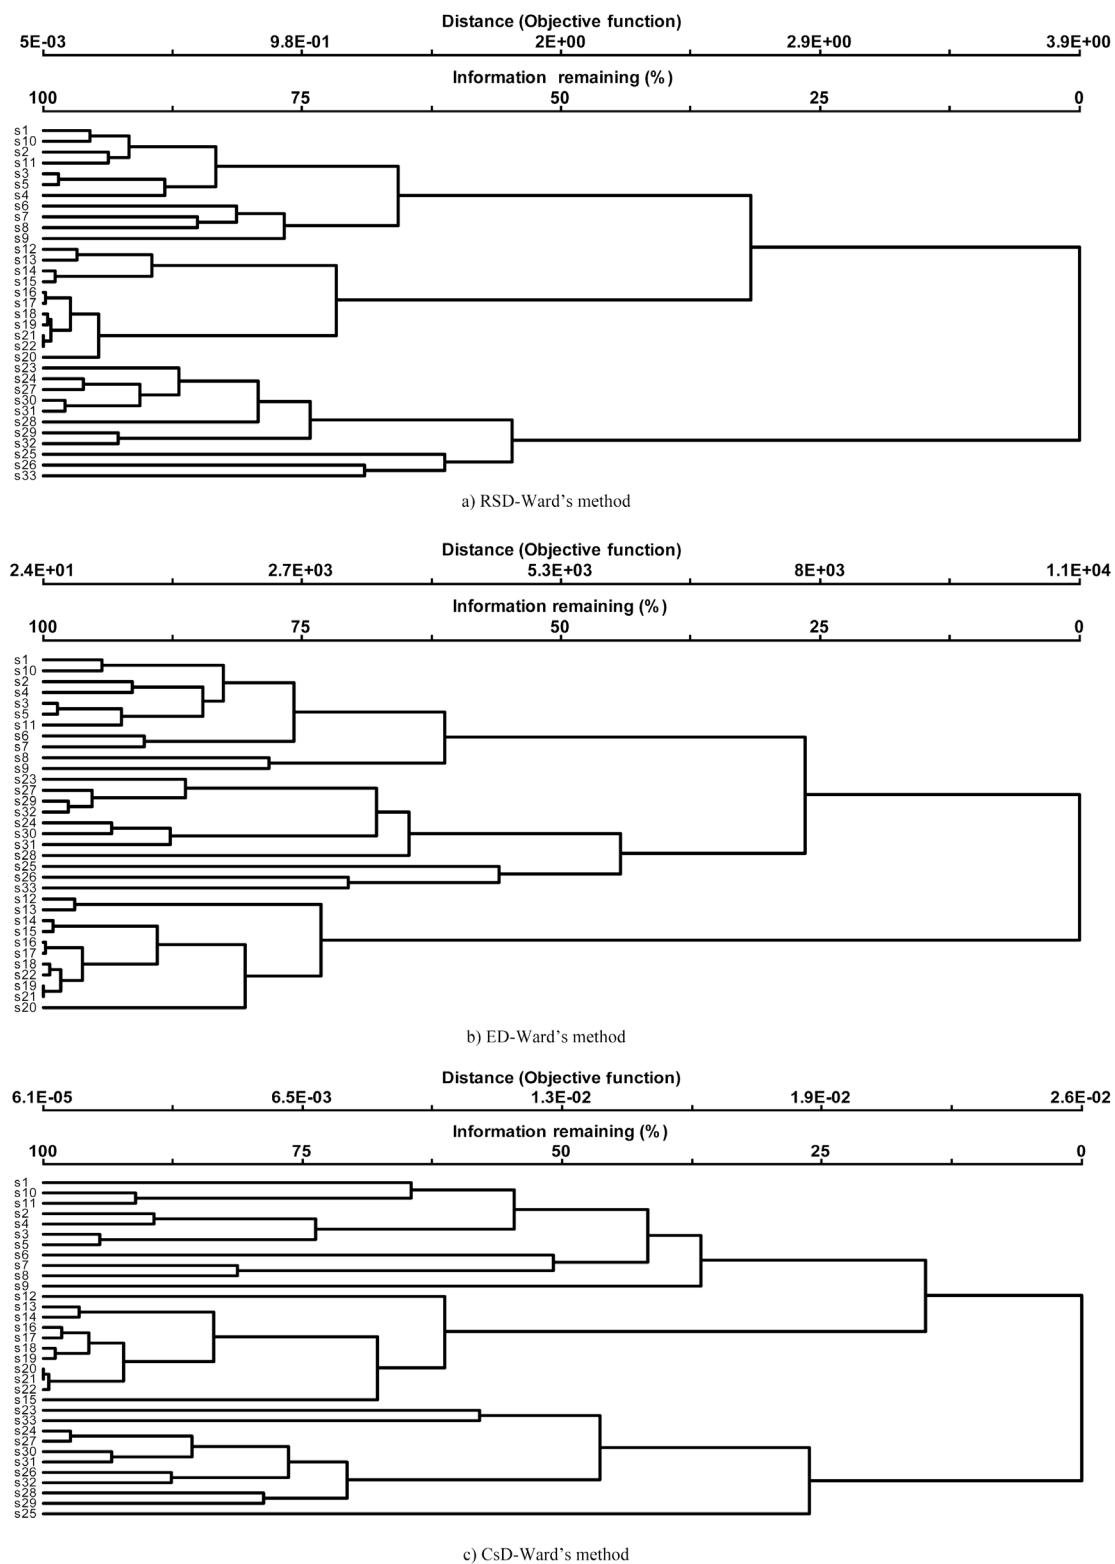 Distance (Objective function)
5E-03 9.8E-01 2E+00 2.9E+00 3.9E+00
Information remaining (%)
100 75 50 25 0
s1
s10
s2
s11
s3
s5
s4
s6
s7
s8
s9
s12
s13
s14
s15
s16
s17
s18
s19
s21
s22
s20
s23
s24
s27
s30
s31
s28
s29
s32
s25
s26
s33
a) RSD-Ward's method
Distance (Objective function)
2.4E+01 2.7E+03 5.3E+03 8E+03 1.1E+04
Information remaining (%)
100 75 50 25 0
s1
s10
s2
s4
s3
s5
s11
s6
s7
s8
s9
s23
s27
s29
s32
s24
s30
s31
s28
s25
s26
s33
s12
s13
s14
s15
s16
s17
s18
s22
s19
s21
s20
b) ED-Ward's method
Distance (Objective function)
6.1E-05 6.5E-03 1.3E-02 1.9E-02 2.6E-02
Information remaining (%)
100 75 50 25 0
s1
s10
s11
s2
s4
s3
s5
s6
s7
s8
s9
s12
s13
s14
s16
s17
s18
s19
s20
s21
s22
s15
s23
s33
s24
s27
s30
s31
s26
s32
s28
s29
s25
c) CsD-Ward's method